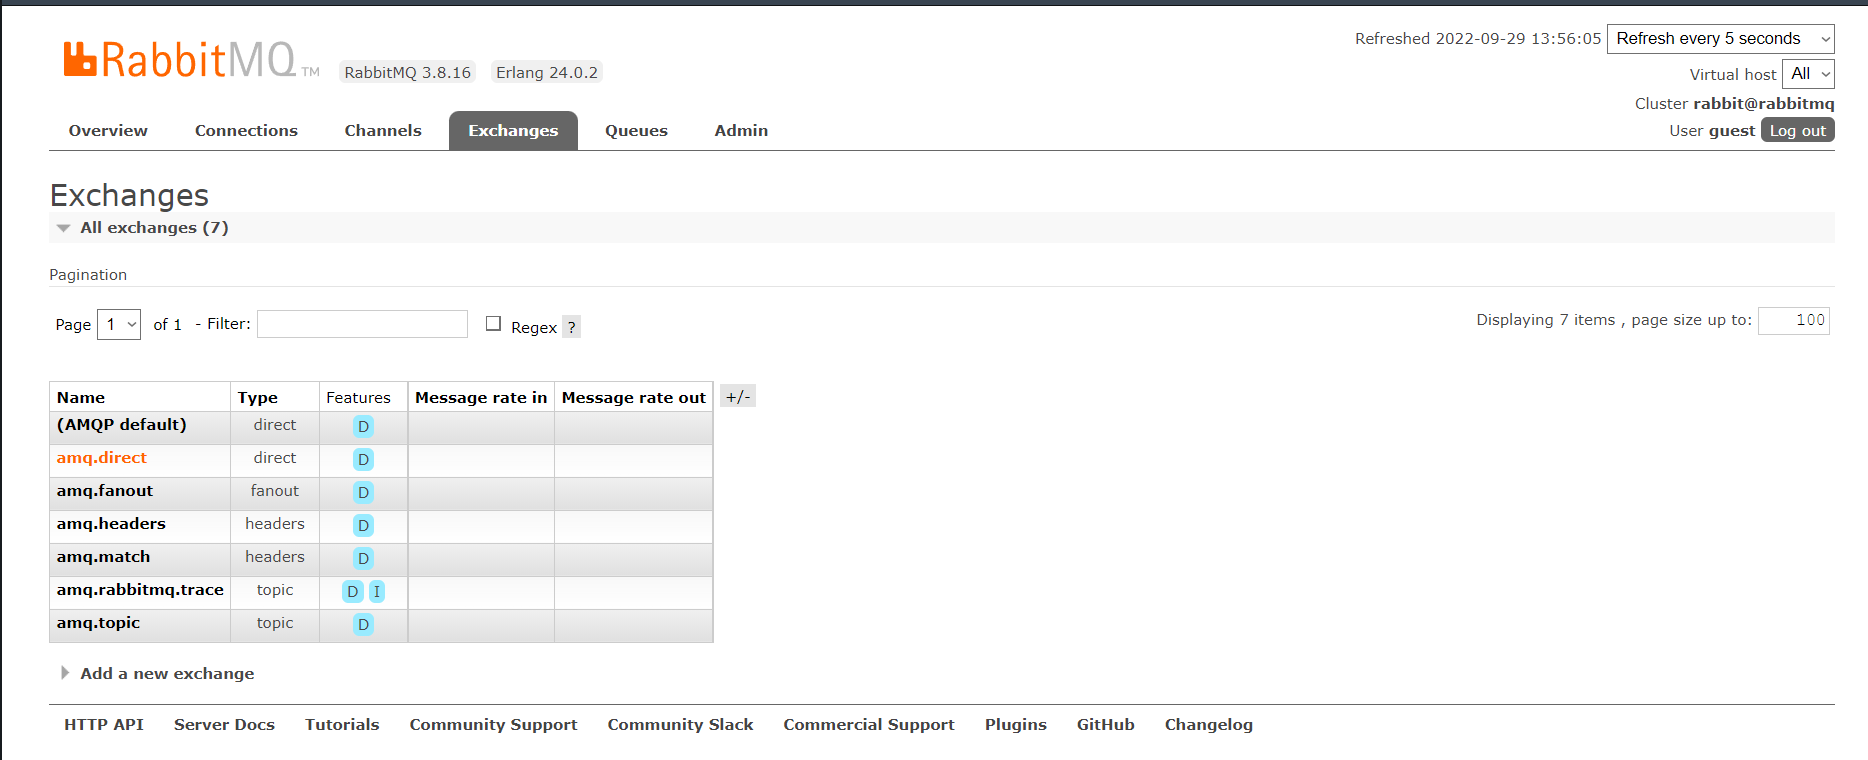 Refreshed 2022-09-29 13:56:05 Refresh every 5 seconds
RabbitMQ TM RabbitMQ 3.8.16 Erlang 24.0.2
Virtual host All
Cluster rabbit@rabbitmq
User guest Log out
Overview Connections Channels Exchanges Queues Admin
Exchanges
All exchanges (7)
Pagination
Page 1 of 1 - Filter: Regex ?
Displaying 7 items , page size up to: 100
Name Type Features Message rate in Message rate out +/-
(AMQP default) direct D
amq.direct direct D
amq.fanout fanout D
amq.headers headers D
amq.match headers D
amq.rabbitmq.trace topic D I
amq.topic topic D
Add a new exchange
HTTP API Server Docs Tutorials Community Support Community Slack Commercial Support Plugins GitHub Changelog